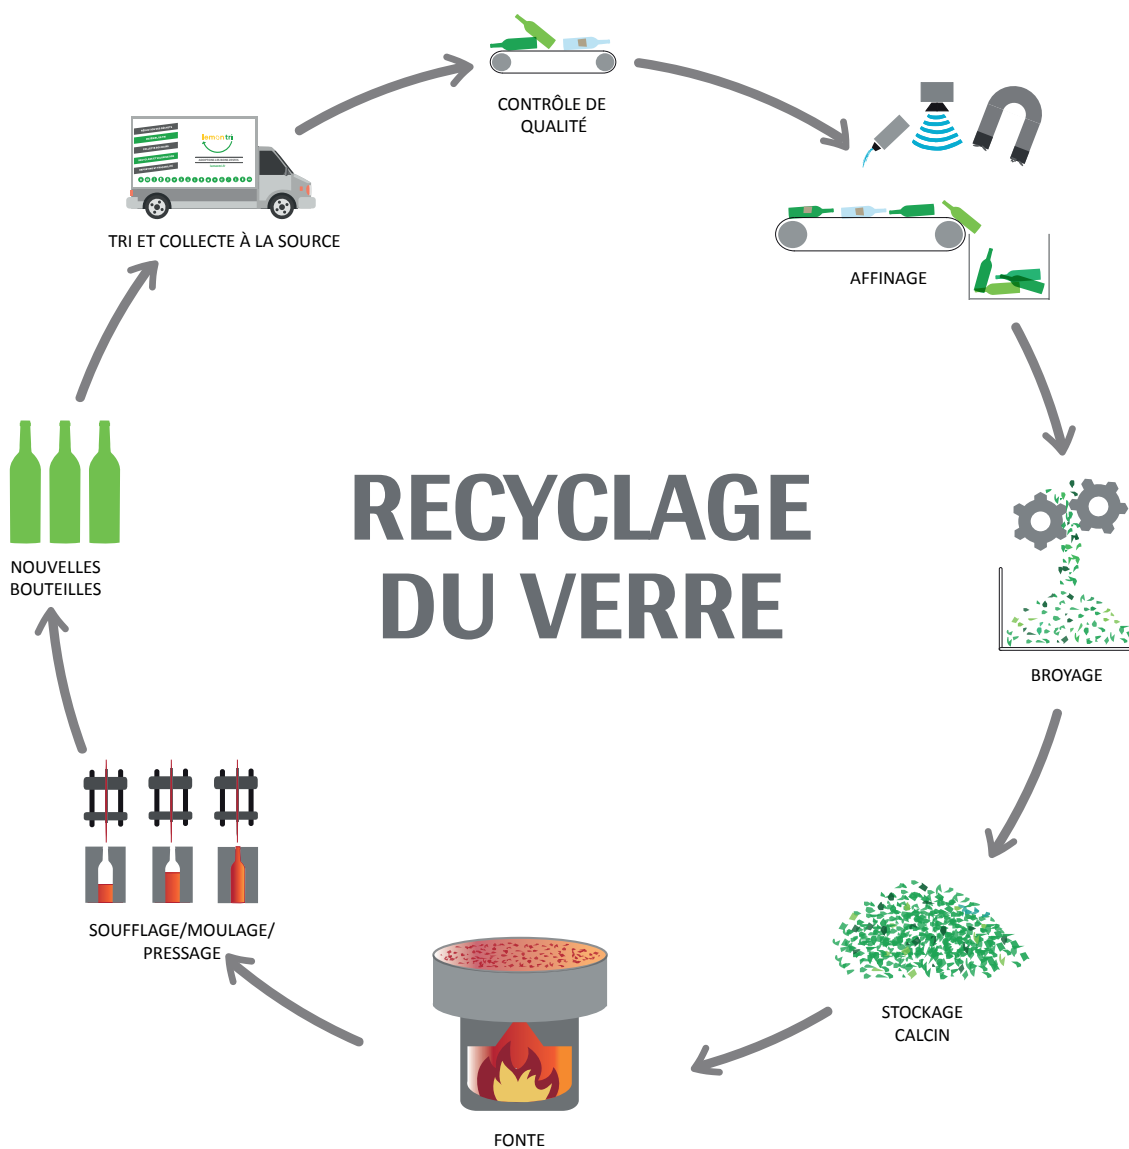 CONTRÔLE DE
QUALITÉ
lemontri
TRI ET COLLECTE À LA SOURCE
AFFINAGE
RECYCLAGE
DU VERRE
NOUVELLES
BOUTEILLES
BROYAGE
SOUFFLAGE/MOULAGE/
PRESSAGE
STOCKAGE
CALCIN
FONTE